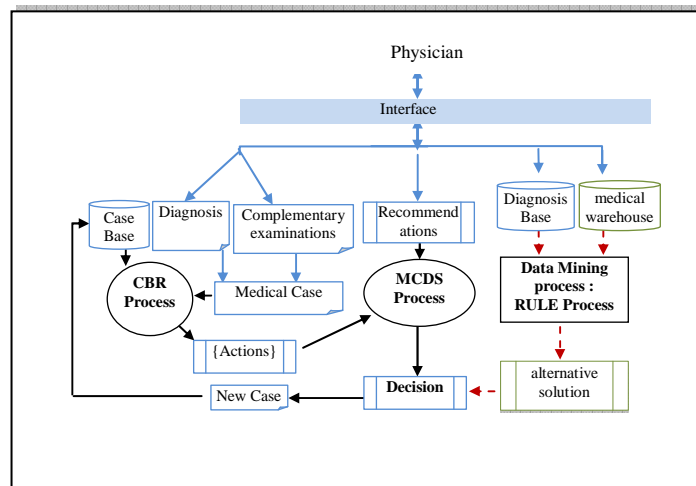 Physician
Interface
Case
Base
Diagnosis
Complementary
examinations
Recommend
ations
Diagnosis
Base
medical
warehouse
CBR
Process
Medical Case
MCDS
Process
Data Mining
process :
RULE Process
{Actions}
New Case
Decision
alternative
solution